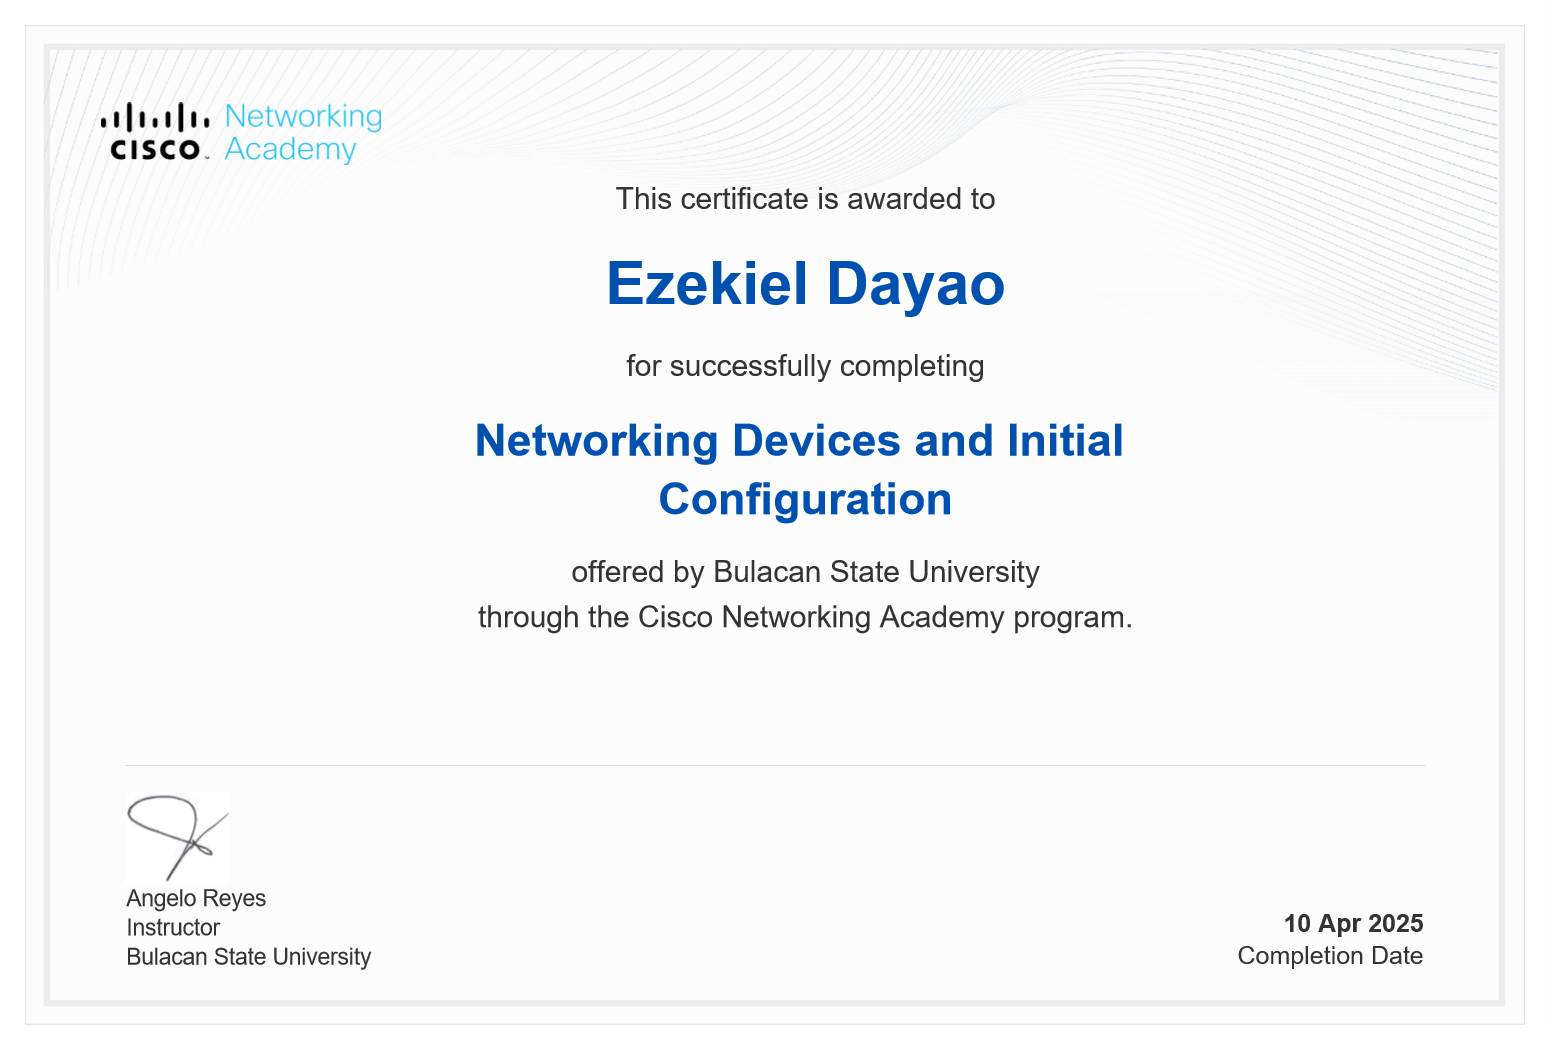 Networking
CISCO™ Academy
This certificate is awarded to
Ezekiel Dayao
for successfully completing
Networking Devices and Initial
Configuration
offered by Bulacan State University
through the Cisco Networking Academy program.
Angelo Reyes
Instructor
Bulacan State University
10 Apr 2025
Completion Date